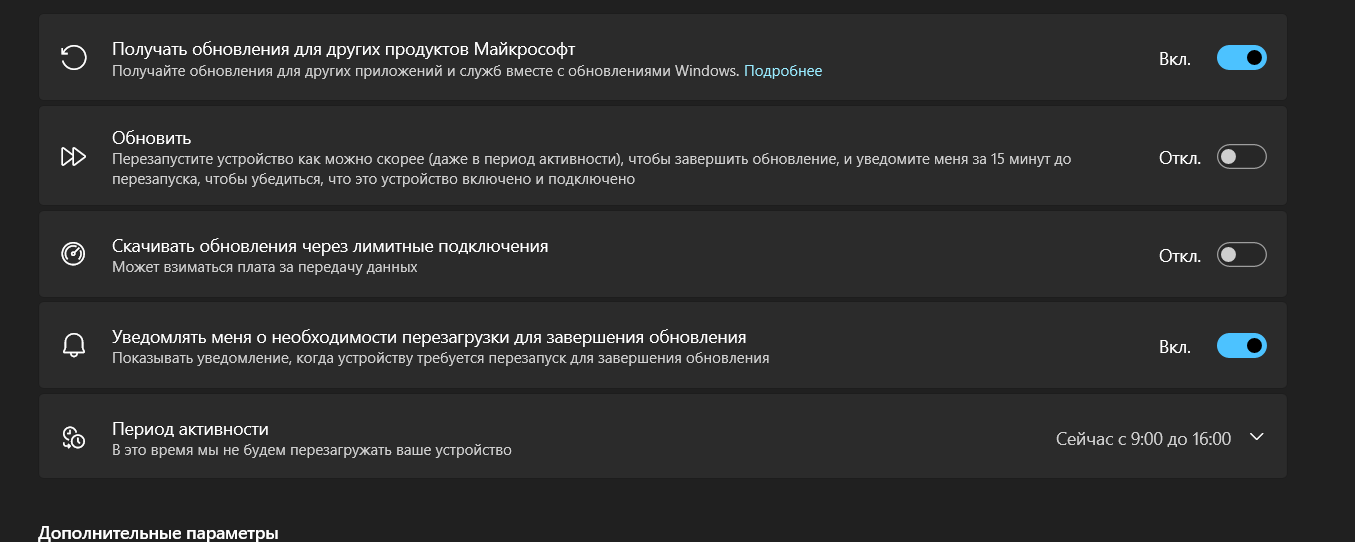 Получать обновления для других продуктов Майкрософт
Получайте обновления для других приложений и служб вместе с обновлениями Windows. Подробнее
Вкл.
Обновить
Перезапустите устройство как можно скорее (даже в период активности), чтобы завершить обновление, и уведомите меня за 15 минут до
перезапуска, чтобы убедиться, что это устройство включено и подключено
Откл.
Скачивать обновления через лимитные подключения
Может взиматься плата за передачу данных
Откл.
Уведомлять меня о необходимости перезагрузки для завершения обновления
Показывать уведомление, когда устройству требуется перезапуск для завершения обновления
Вкл.
Период активности
В это время мы не будем перезагружать ваше устройство
Сейчас с 9:00 до 16:00
Дополнительные параметры